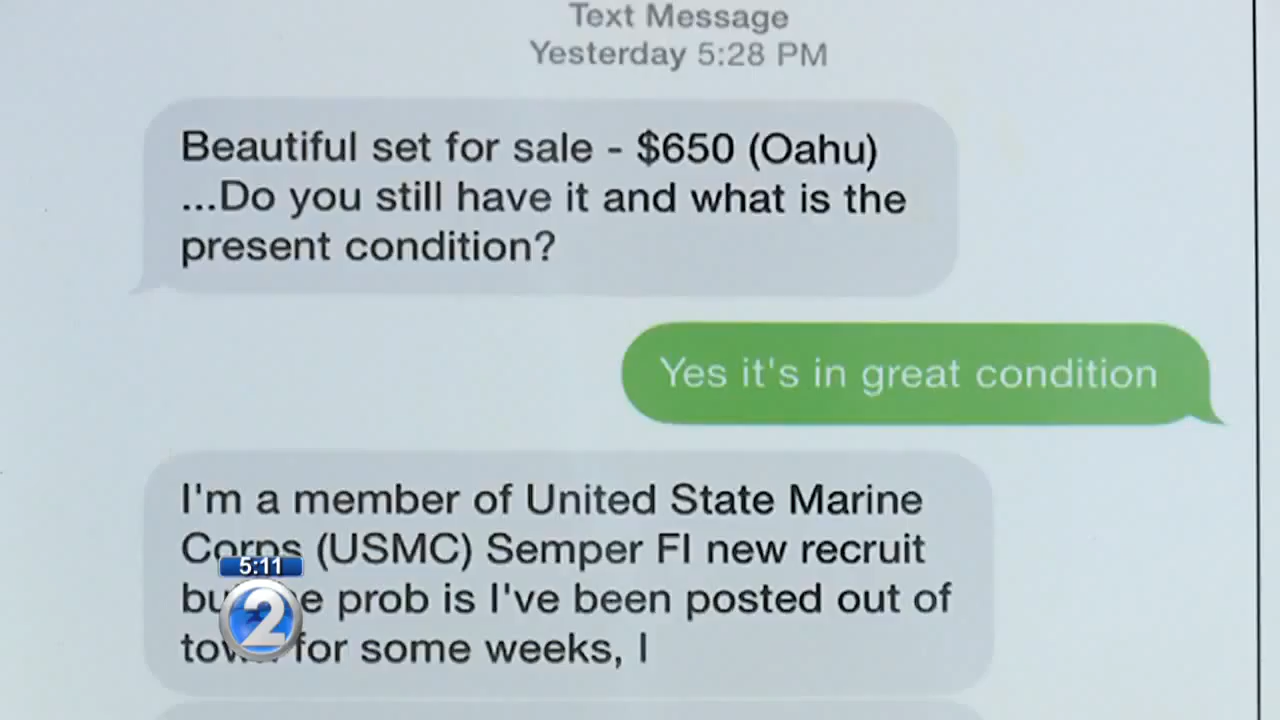 Text Message
Yesterday 5:28 PM
Beautiful set for sale - $650 (Oahu)
...Do you still have it and what is the
present condition?
Yes it's in great condition
I'm a member of United State Marine
Corps (USMC) Semper FI new recruit
prob is I've been posted out of
for some weeks, I
5:11
2